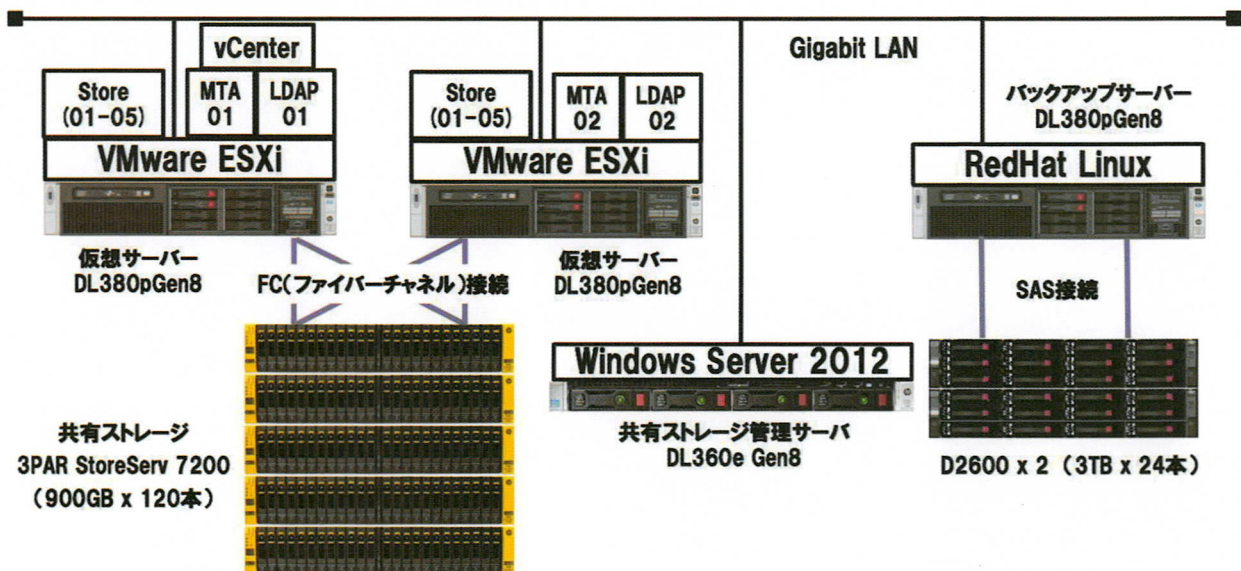 Gigabit LAN
vCenter
Store
(01-05)
MTA
01
LDAP
01
VMware ESXi
仮想サーバー
DL380pGen8
Store
(01-05)
MTA
02
LDAP
02
VMware ESXi
仮想サーバー
DL380pGen8
バックアップサーバー
DL380pGen8
RedHat Linux
FC(ファイバーチャネル)接続
SAS接続
Windows Server 2012
共有ストレージ管理サーバ
DL360e Gen8
共有ストレージ
3PAR StoreServ 7200
(900GB x 120本)
D2600 x 2 (3TB x 24本)